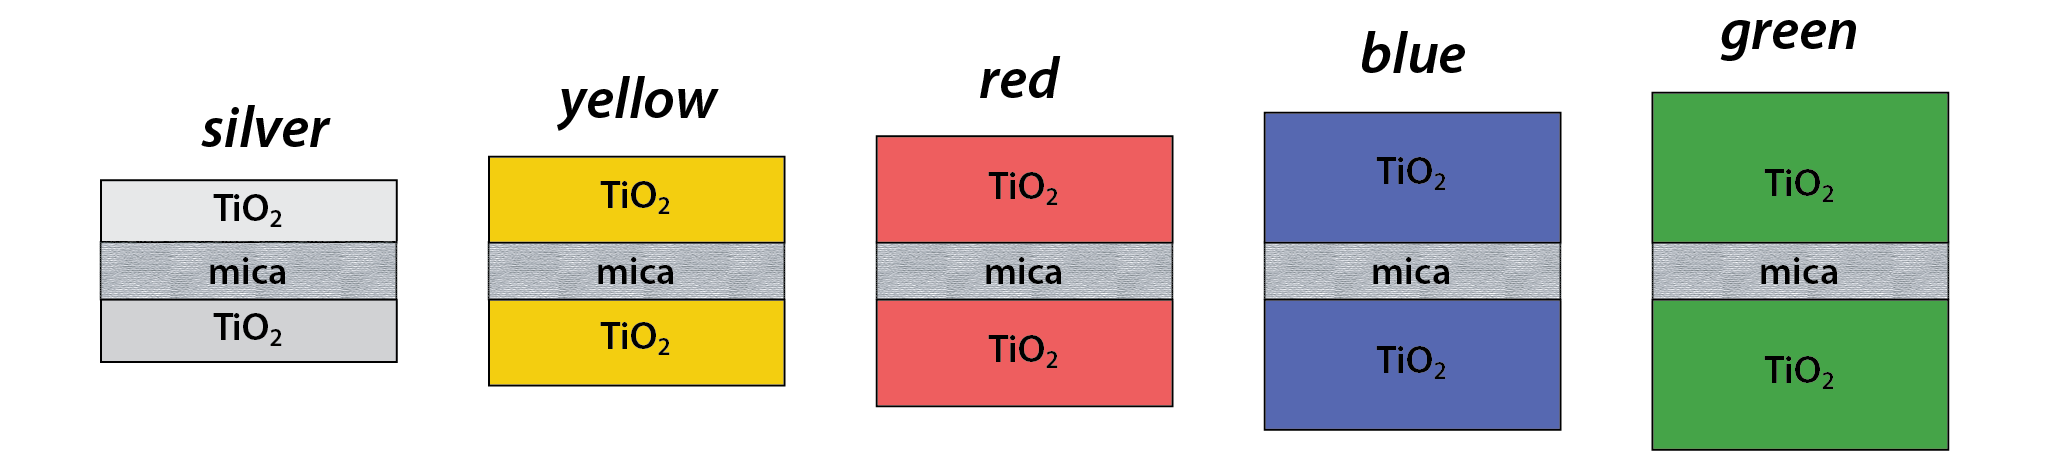 silver
TiO₂
mica
TiO₂
yellow
TiO₂
mica
TiO₂
red
TiO₂
mica
TiO₂
blue
TiO₂
mica
TiO₂
green
TiO₂
mica
TiO₂